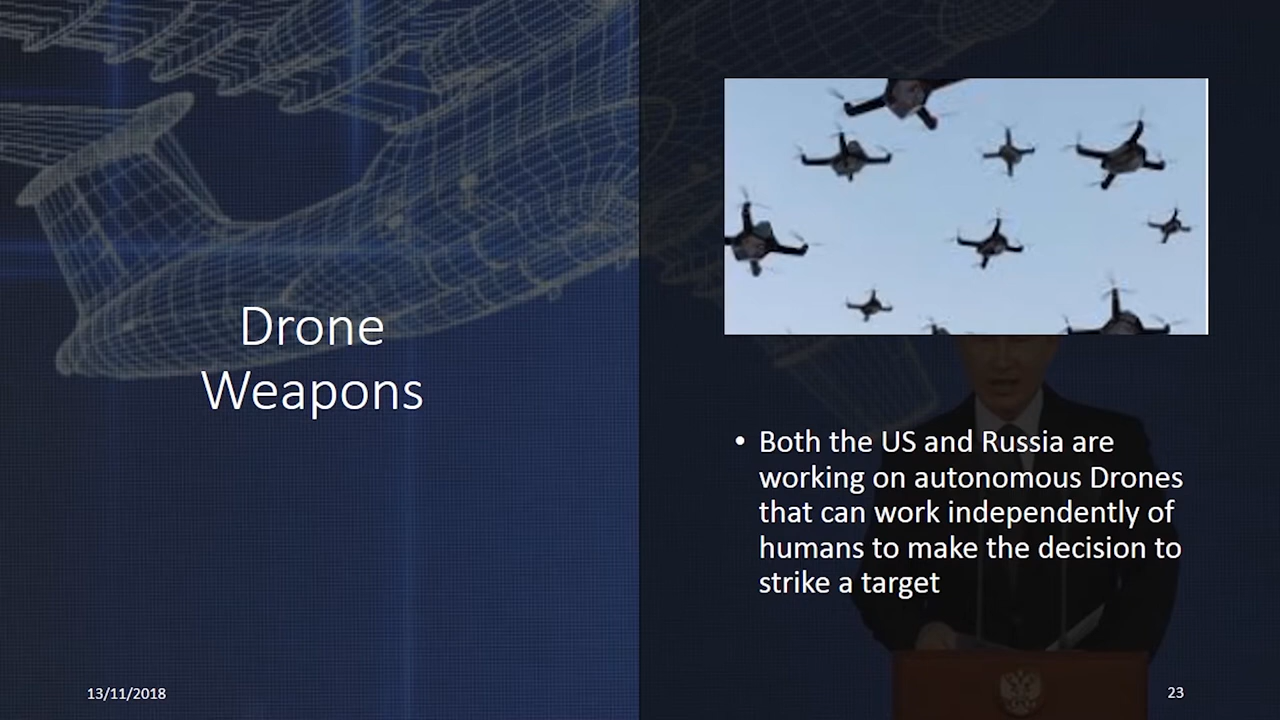 Drone
Weapons
• Both the US and Russia are
working on autonomous Drones
that can work independently of
humans to make the decision to
strike a target
13/11/2018
23